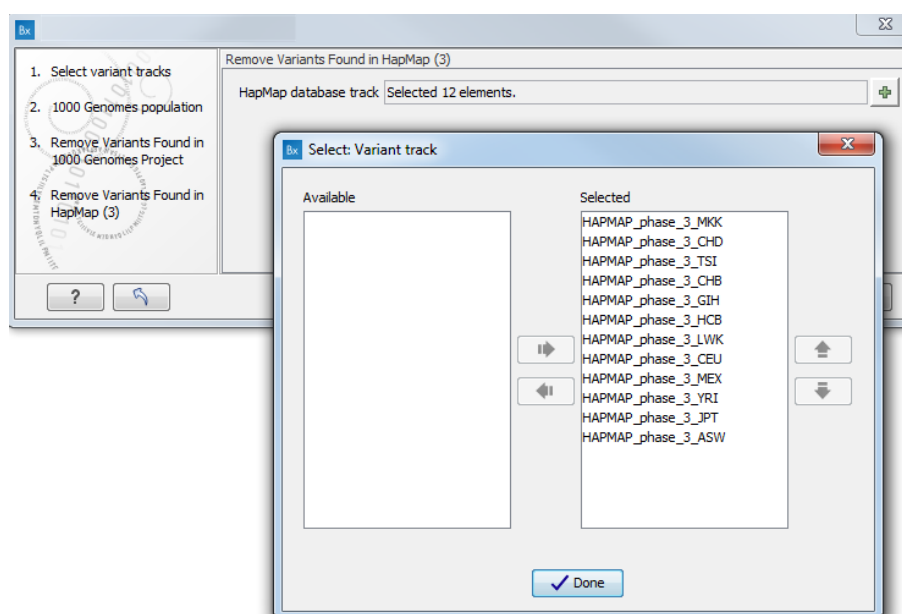 Bx
Remove Variants Found in HapMap (3)
1. Select variant tracks
2. 1000 Genomes population
3. Remove Variants Found in
1000 Genomes Project
4. Remove Variants Found in
HapMap (3)
HapMap database track Selected 12 elements.
?
Bx Select: Variant track
Available
Selected
HAPMAP_phase_3_MKK
HAPMAP_phase_3_CHD
HAPMAP_phase_3_TSI
HAPMAP_phase_3_CHB
HAPMAP_phase_3_GIH
HAPMAP_phase_3_HCB
HAPMAP_phase_3_LWK
HAPMAP_phase_3_CEU
HAPMAP_phase_3_MEX
HAPMAP_phase_3_YRI
HAPMAP_phase_3_JPT
HAPMAP_phase_3_ASW
Done